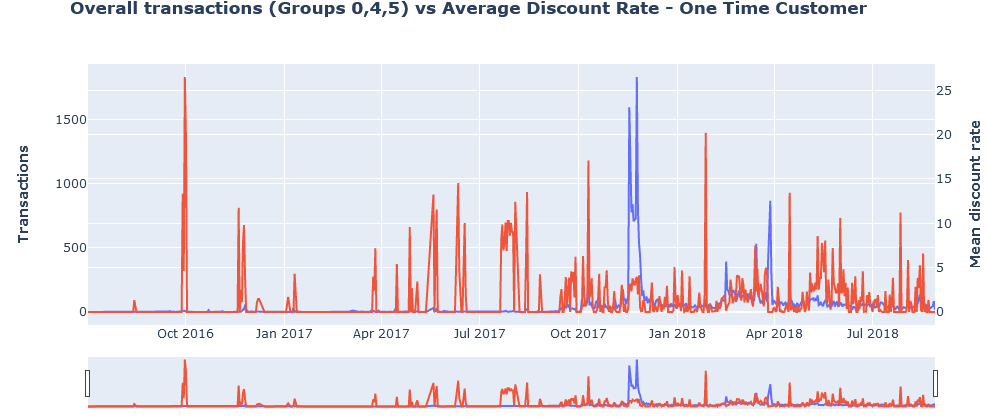 Overall transactions (Groups 0,4,5) vs Average Discount Rate - One Time Customer
Transactions
1500
1000
500
0
25
20
15
10
5
0
Mean discount rate
Oct 2016 Jan 2017 Apr 2017 Jul 2017 Oct 2017 Jan 2018 Apr 2018 Jul 2018